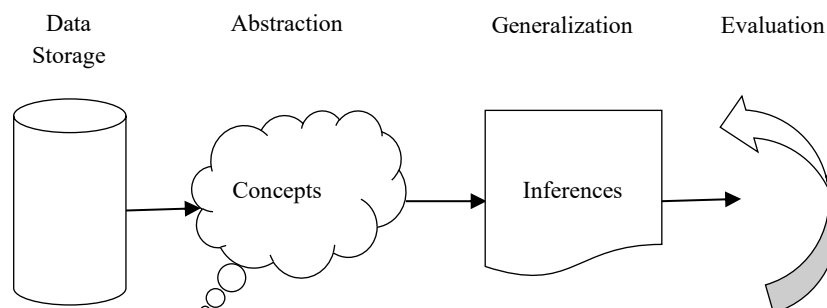 Data
Storage
Abstraction
Generalization
Evaluation
Concepts
Inferences